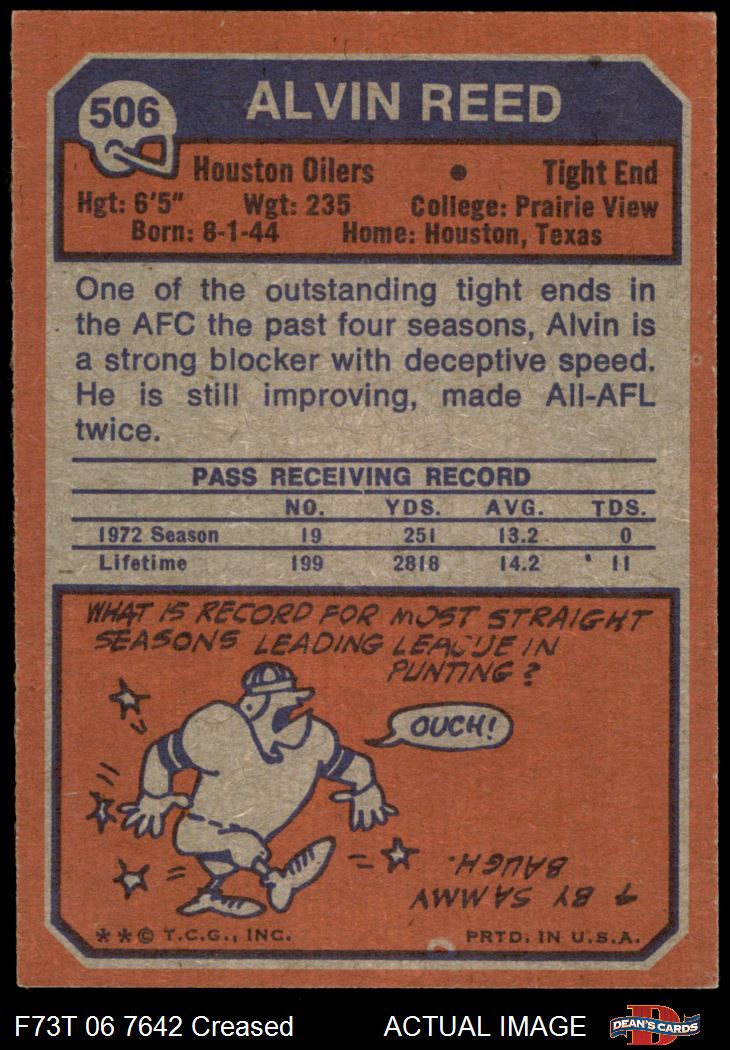 506
ALVIN REED
Houston Oilers • Tight End
Hgt: 6'5" Wgt: 235 College: Prairie View
Born: 8-1-44 Home: Houston, Texas
One of the outstanding tight ends in
the AFC the past four seasons, Alvin is
a strong blocker with deceptive speed.
He is still improving, made All-AFL
twice.
PASS RECEIVING RECORD
NO. YDS. AVG. TDS.
1972 Season 19 251 13.2 0
Lifetime 199 2818 14.2 11
WHAT IS RECORD FOR MOST STRAIGHT
SEASONS LEADING LEAGUE IN
PUNTING?
OUCH!
4 BY SAMMY
BAUGH.
**© T.C.G., INC. PRTD. IN U.S.A.
F73T 06 7642 Creased ACTUAL IMAGE
DEAN'S CARDS